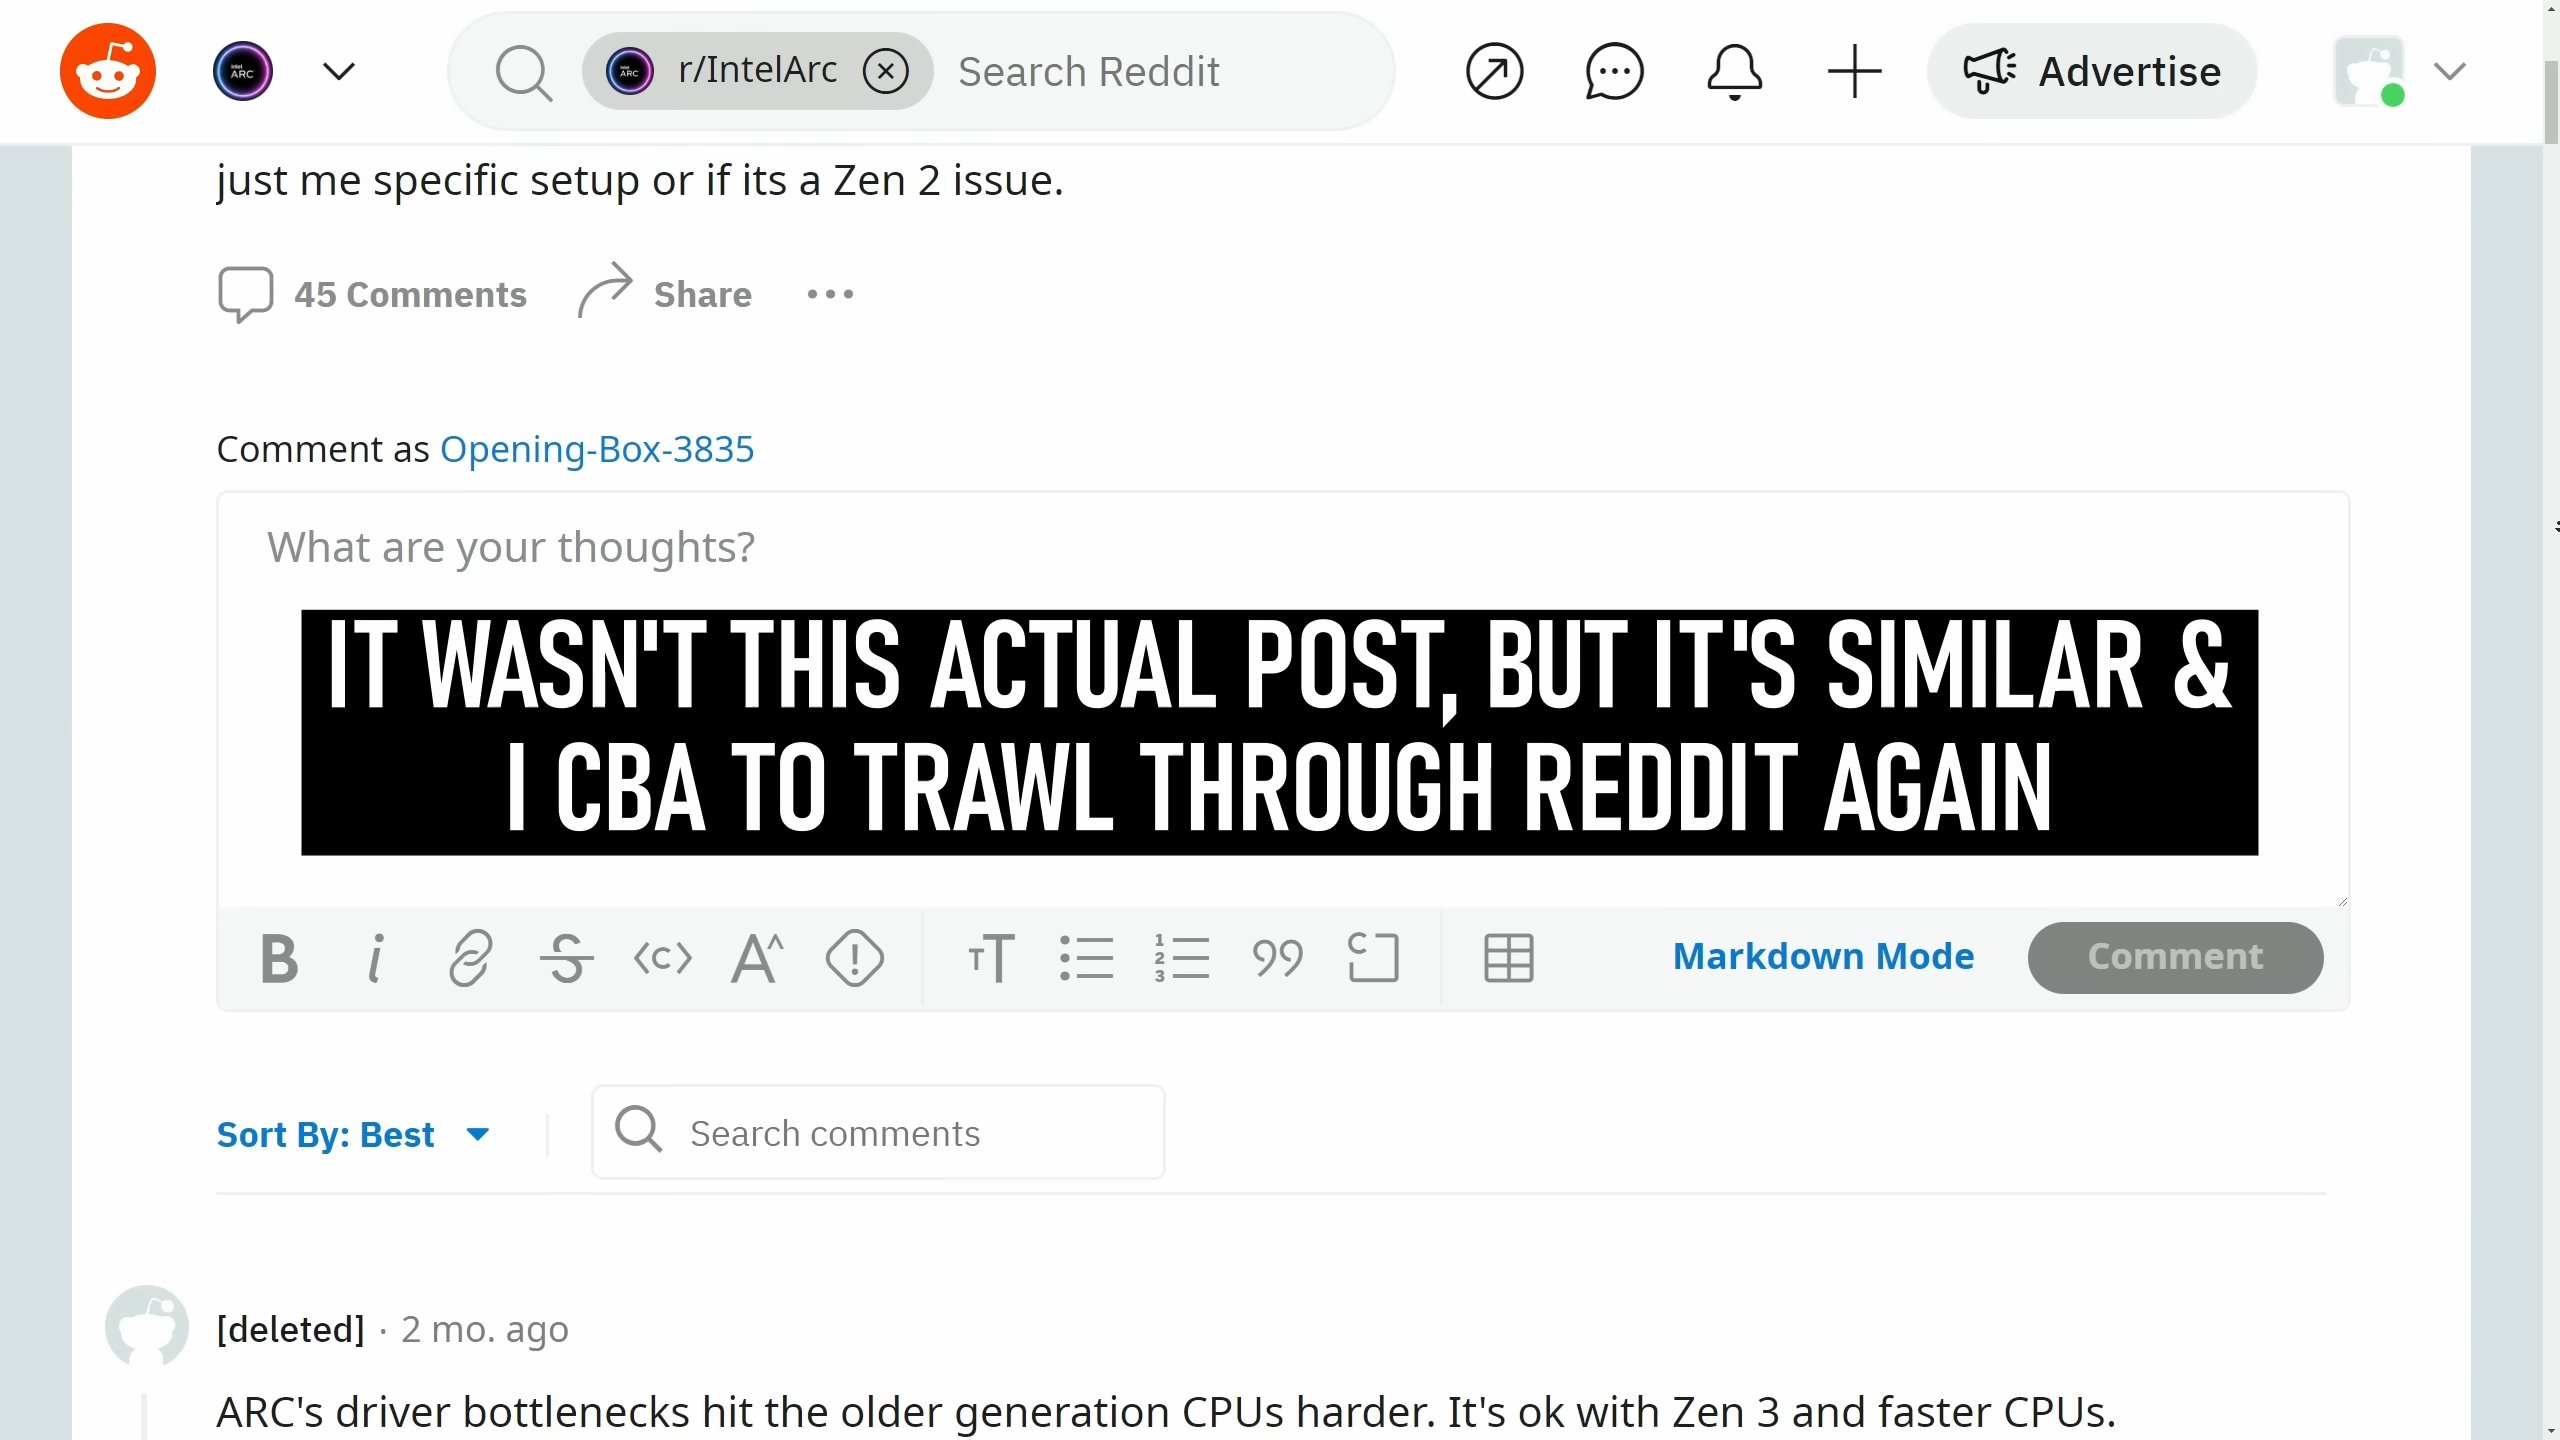 r/IntelArc
Search Reddit
Advertise
just me specific setup or if its a Zen 2 issue.
45 Comments
Share
Comment as Opening-Box-3835
What are your thoughts?
IT WASN'T THIS ACTUAL POST, BUT IT'S SIMILAR &
I CBA TO TRAWL THROUGH REDDIT AGAIN
Markdown Mode
Comment
Sort By: Best
Search comments
[deleted] · 2 mo. ago
ARC's driver bottlenecks hit the older generation CPUs harder. It's ok with Zen 3 and faster CPUs.